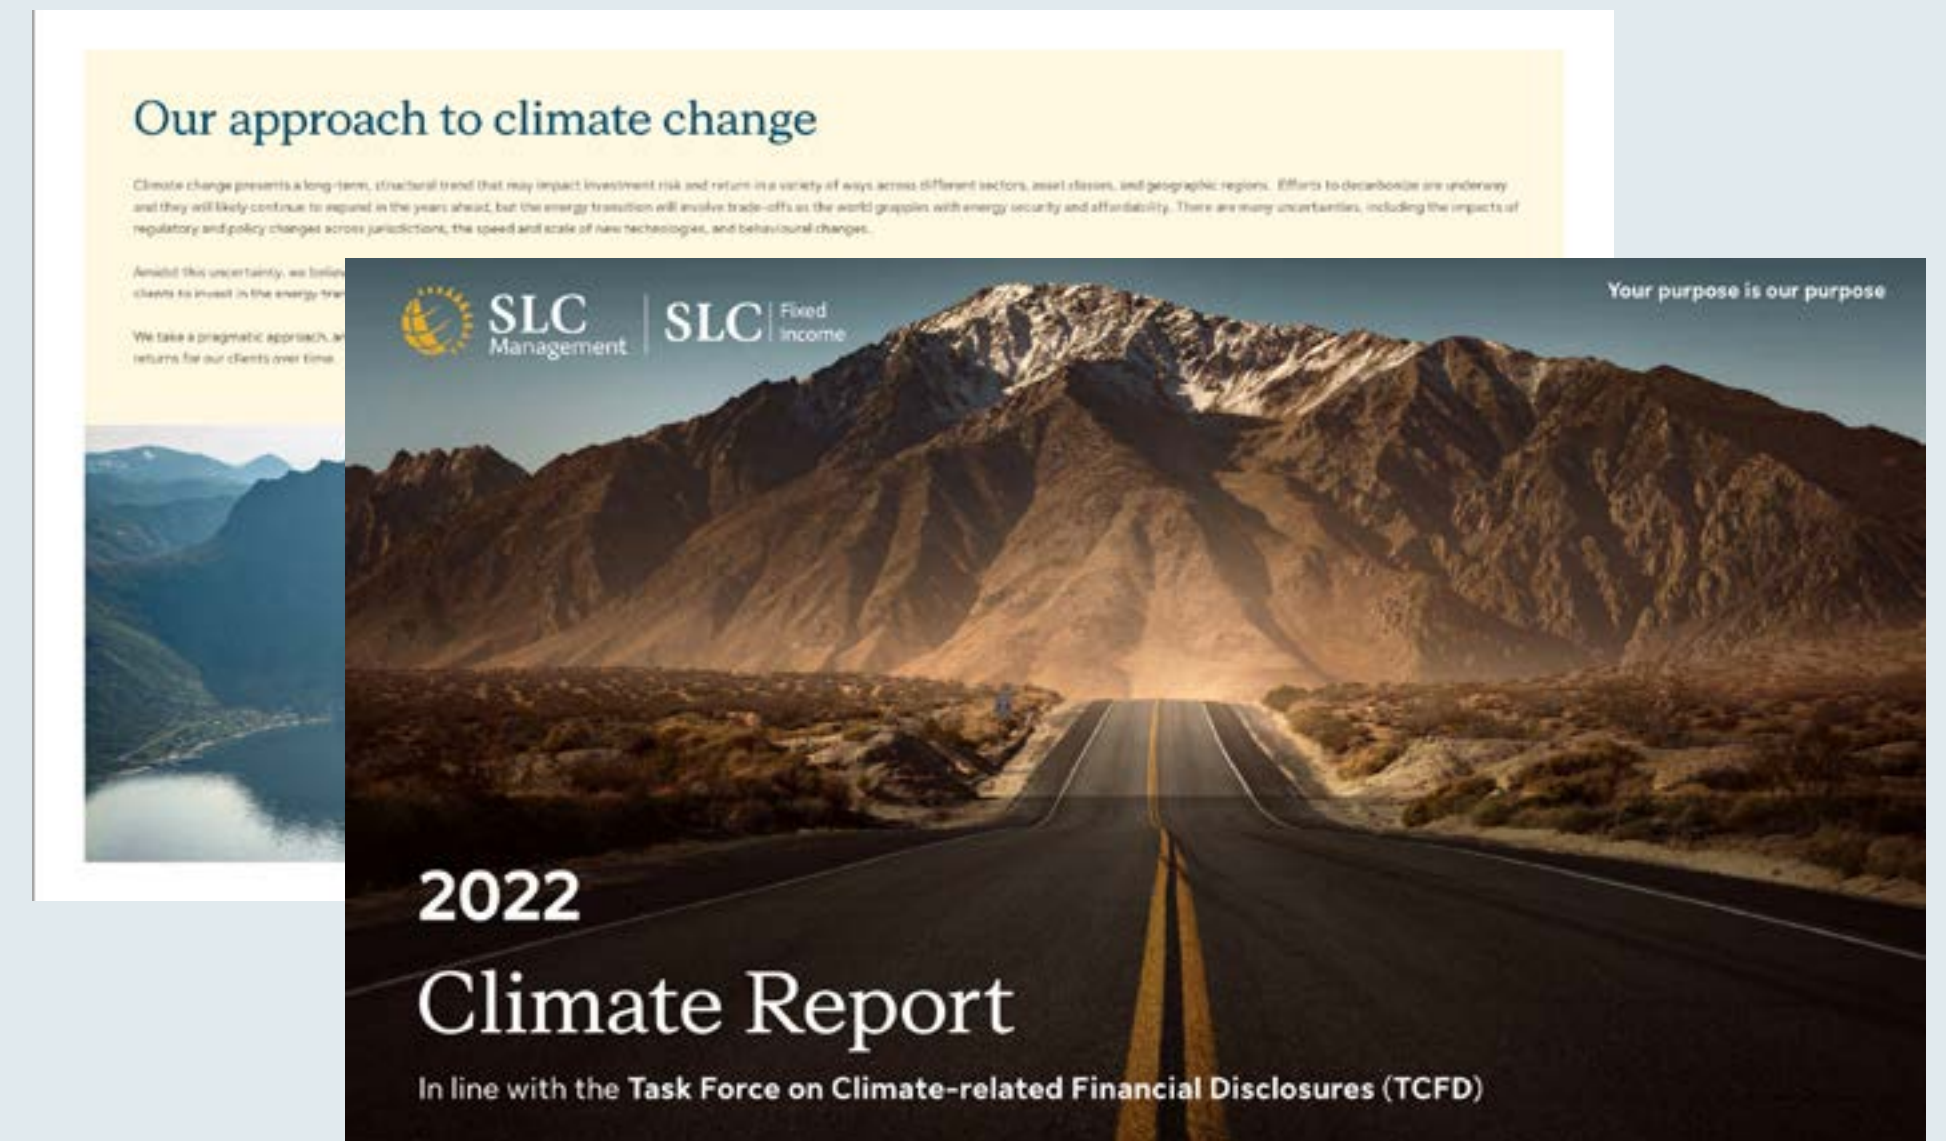 Our approach to climate change
Climate change presents a long-term, structural trend that may impact investment risk and return in a variety of ways across different sectors, asset classes, and geographic regions. Efforts to decarbonize are underway
and they will likely continue to expand in the years ahead, but the energy transition will involve trade-offs as the world grapples with energy security and affordability. There are many uncertainties, including the impacts of
regulatory and policy changes across jurisdictions, the speed and scale of new technologies, and behavioural changes.
Amidst this uncertainty, we
clients to invest in the energy
We take a pragmatic approach,
returns for our clients over time.
SLC
Management
SLC
Fixed
Income
Your purpose is our purpose
2022
Climate Report
In line with the Task Force on Climate-related Financial Disclosures (TCFD)